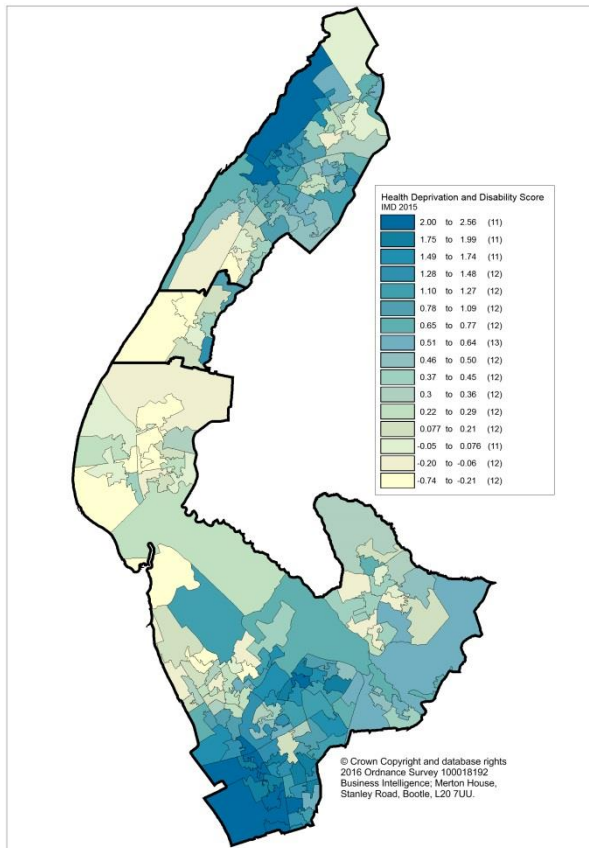 Health Deprivation and Disability Score
IMD 2015
2.00 to 2.56 (11)
1.75 to 1.99 (11)
1.49 to 1.74 (11)
1.28 to 1.48 (12)
1.10 to 1.27 (12)
0.78 to 1.09 (12)
0.65 to 0.77 (12)
0.51 to 0.64 (13)
0.46 to 0.50 (12)
0.37 to 0.45 (12)
0.3 to 0.36 (12)
0.22 to 0.29 (12)
0.077 to 0.21 (12)
-0.05 to 0.076 (11)
-0.20 to -0.06 (12)
-0.74 to -0.21 (12)
© Crown Copyright and database rights
2016 Ordnance Survey 100018192
Business Intelligence; Merton House,
Stanley Road, Bootle, L20 7UU.